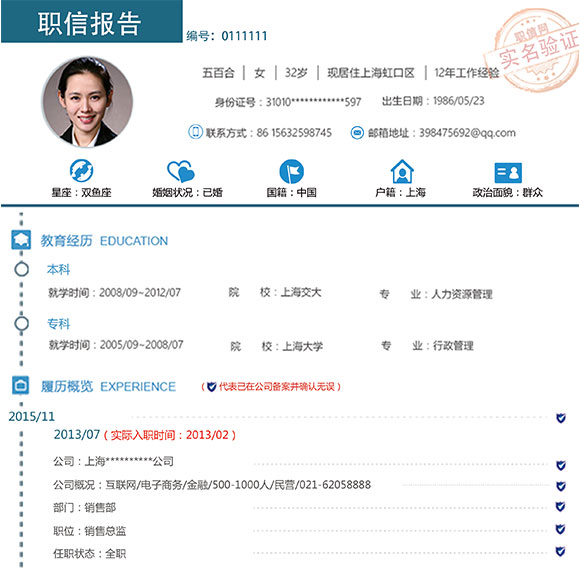 职信报告
编号：0111111
职信网
实名验证
五百合 | 女 | 32岁 | 现居住上海虹口区 | 12年工作经验
身份证号：31010************597 出生日期：1986/05/23
联系方式：86 15632598745 邮箱地址：398475692@qq.com
星座：双鱼座 婚姻状况：已婚 国籍：中国 户籍：上海 政治面貌：群众
教育经历 EDUCATION
本科
就学时间：2008/09~2012/07 院 校：上海交大 专 业：人力资源管理
专科
就学时间：2005/09~2008/07 院 校：上海大学 专 业：行政管理
履历概览 EXPERIENCE （ 代表已在公司备案并确认无误）
2015/11
2013/07（实际入职时间：2013/02）
公司：上海**********公司
公司概况：互联网/电子商务/金融/500-1000人/民营/021-62058888
部门：销售部
职位：销售总监
任职状态：全职